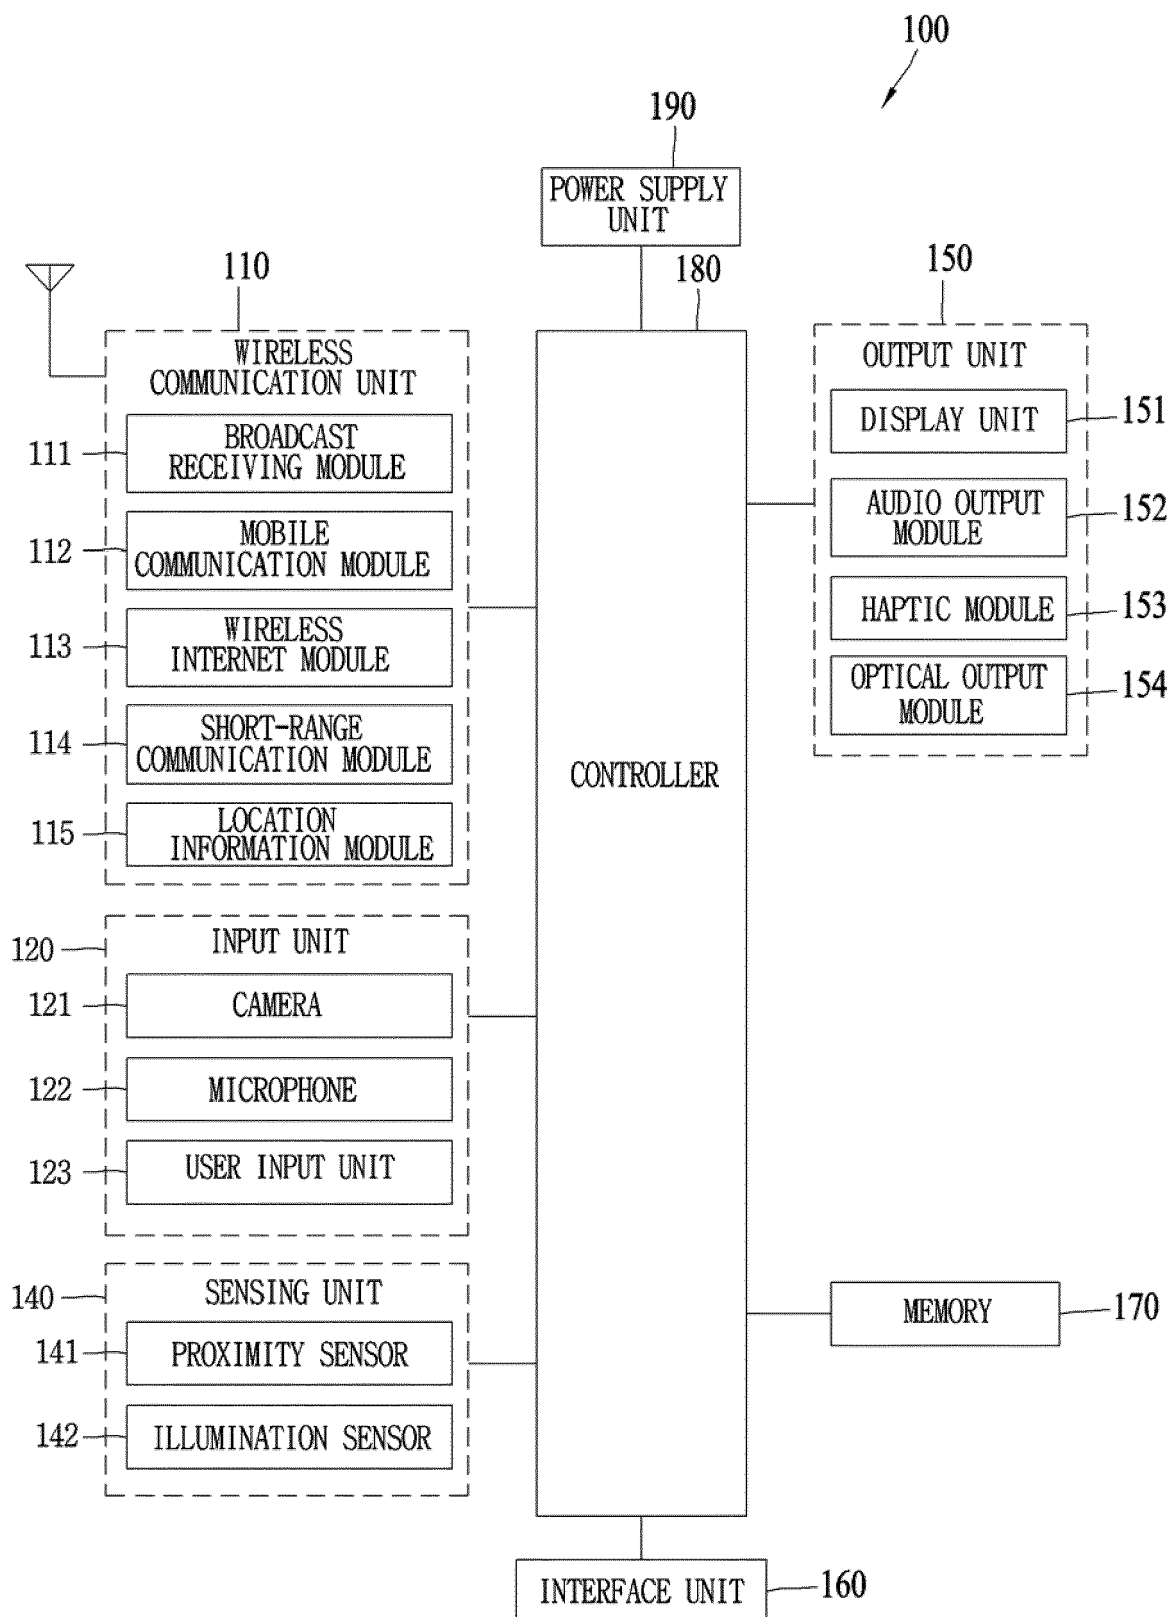 100
190
POWER SUPPLY
UNIT
110
180
150
WIRELESS
COMMUNICATION UNIT
111
BROADCAST
RECEIVING MODULE
112
MOBILE
COMMUNICATION MODULE
113
WIRELESS
INTERNET MODULE
114
SHORT-RANGE
COMMUNICATION MODULE
115
LOCATION
INFORMATION MODULE
120
INPUT UNIT
121
CAMERA
122
MICROPHONE
123
USER INPUT UNIT
140
SENSING UNIT
141
PROXIMITY SENSOR
142
ILLUMINATION SENSOR
CONTROLLER
OUTPUT UNIT
DISPLAY UNIT
151
AUDIO OUTPUT
MODULE
152
HAPTIC MODULE
153
OPTICAL OUTPUT
MODULE
154
MEMORY
170
INTERFACE UNIT
160